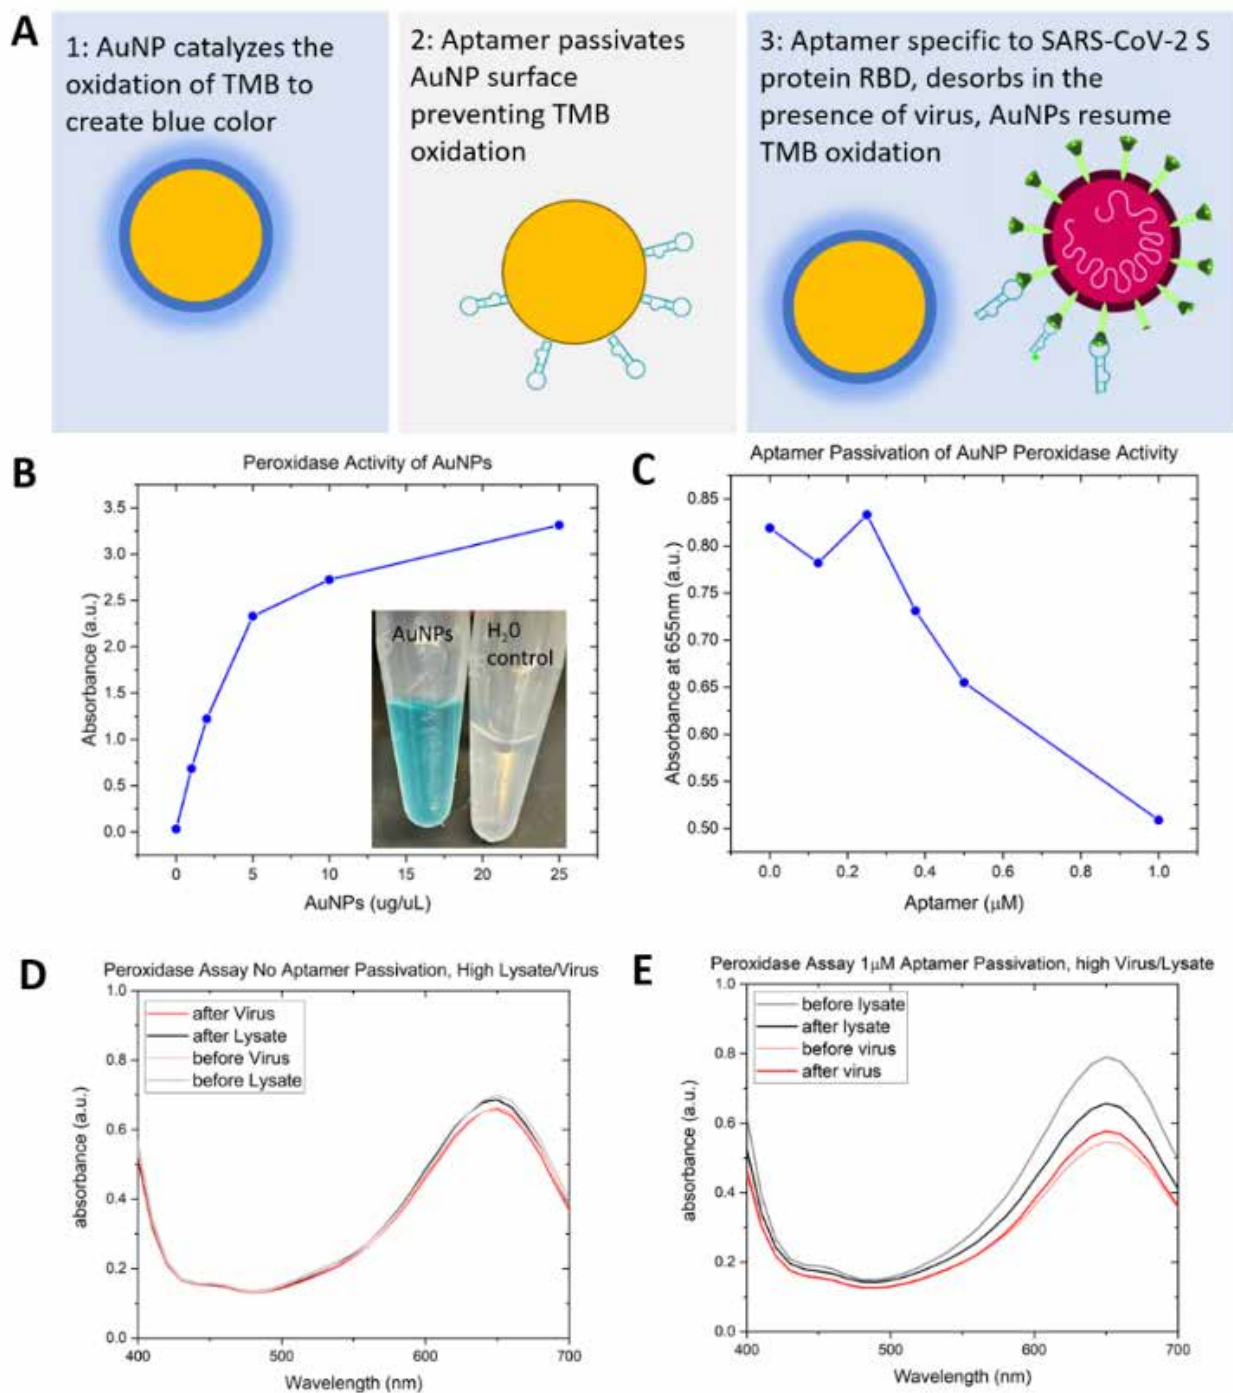 A
1: AuNP catalyzes the
oxidation of TMB to
create blue color
2: Aptamer passivates
AuNP surface
preventing TMB
oxidation
3: Aptamer specific to SARS-CoV-2 S
protein RBD, desorbs in the
presence of virus, AuNPs resume
TMB oxidation
B
Peroxidase Activity of AuNPs
Absorbance (a.u.)
3.5
3.0
2.5
2.0
1.5
1.0
0.5
0.0
AuNPs
H₂0
control
0 5 10 15 20 25
AuNPs (ug/uL)
C
Aptamer Passivation of AuNP Peroxidase Activity
Absorbance at 655nm (a.u.)
0.85
0.80
0.75
0.70
0.65
0.60
0.55
0.50
0.0 0.2 0.4 0.6 0.8 1.0
Aptamer (μM)
D
Peroxidase Assay No Aptamer Passivation, High Lysate/Virus
absorbance (a.u.)
1.0
0.8
0.6
0.4
0.2
0.0
after Virus
after Lysate
before Virus
before Lysate
400 500 600 700
Wavelength (nm)
E
Peroxidase Assay 1μM Aptamer Passivation, high Virus/Lysate
absorbance (a.u.)
1.0
0.8
0.6
0.4
0.2
0.0
before lysate
after lysate
before virus
after virus
400 500 600 700
Wavelength (nm)